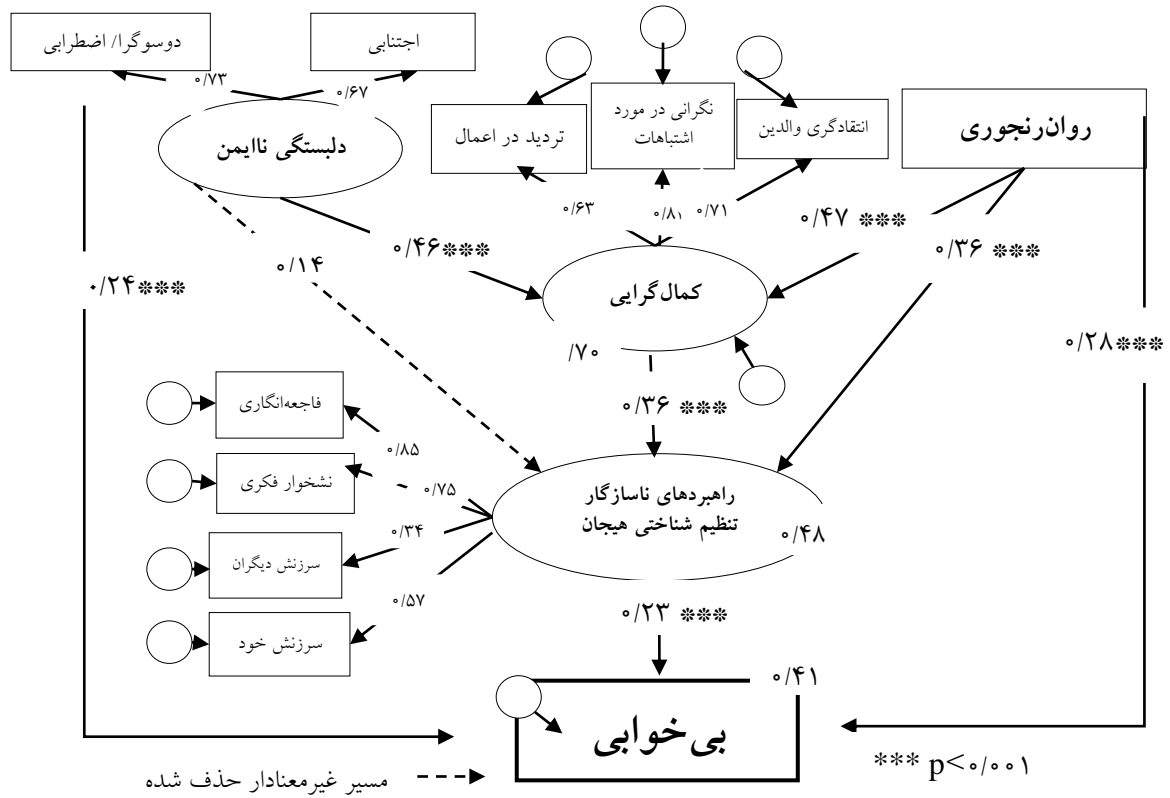 دوسوگرا/ اضطرابی
اجتنابی
۰/۷۳
۰/۶۷
دلبستگی ناایمن
تردید در اعمال
نگرانی در مورد
اشتباهات
انتقادگری والدین
روان‌رنجوری
۰/۶۳
۰/۸۱
۰/۷۱
۰/۴۷ ***
۰/۳۶ ***
۰/۴۶***
۰/۱۴
۰/۲۴***
کمال‌گرایی
/۷۰
۰/۲۸***
۰/۳۶ ***
فاجعه‌انگاری
۰/۸۵
نشخوار فکری
۰/۷۵
راهبردهای ناسازگار
تنظیم شناختی هیجان
۰/۴۸
سرزنش دیگران
۰/۳۴
سرزنش خود
۰/۵۷
۰/۲۳ ***
۰/۴۱
بی‌خوابی
*** p<۰/۰۰۱
مسیر غیرمعنادار حذف شده